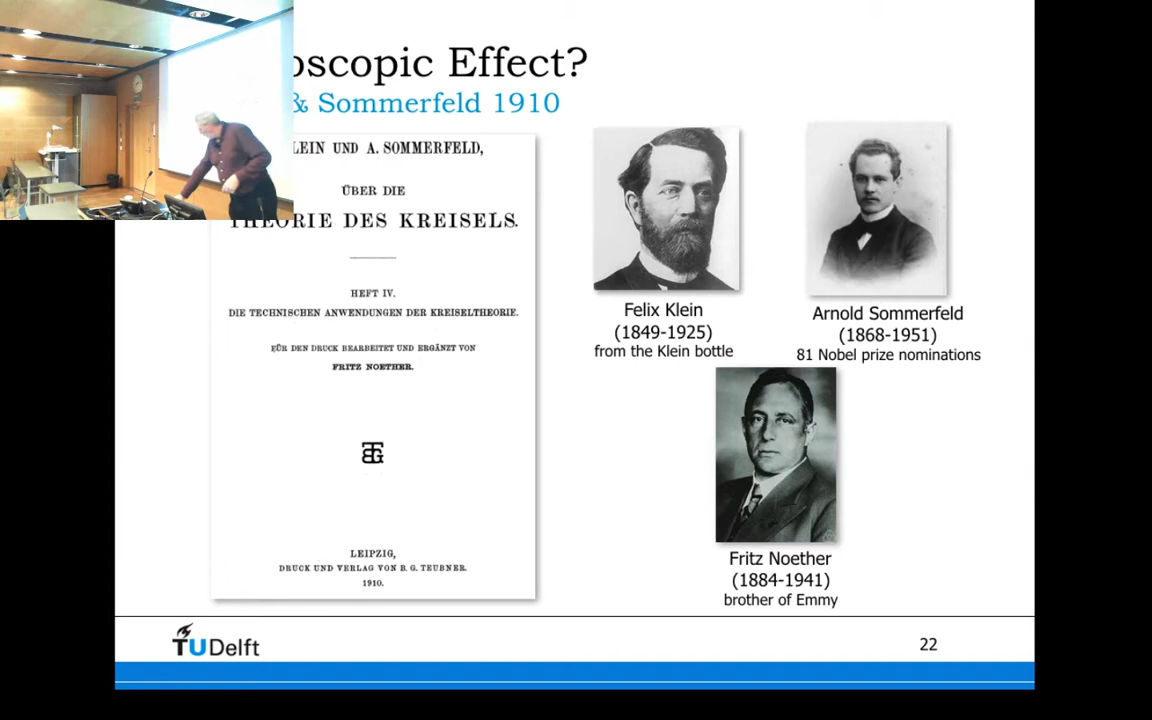 oscopic Effect?
& Sommerfeld 1910
LEIN UND A. SOMMERFELD,
ÜBER DIE
THEORIE DES KREISELS.
HEFT IV.
DIE TECHNISCHEN ANWENDUNGEN DER KREISELTHEORIE.
FÜR DEN DRUCK BEARBEITET UND ERGÄNZT VON
FRITZ NOETHER.
BTG
LEIPZIG,
DRUCK UND VERLAG VON B. G. TEUBNER.
1910.
Felix Klein
(1849-1925)
from the Klein bottle
Arnold Sommerfeld
(1868-1951)
81 Nobel prize nominations
Fritz Noether
(1884-1941)
brother of Emmy
TUDelft
22